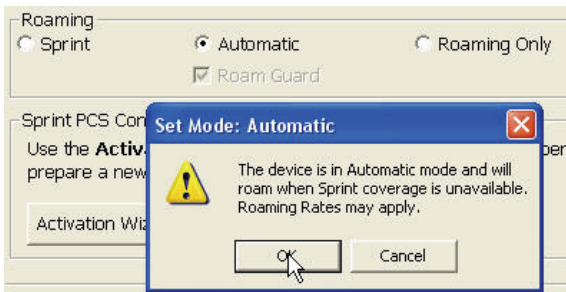 Roaming
Sprint Automatic Roaming Only
Roam Guard
Sprint PCS Con
Set Mode: Automatic
Use the Activ
prepare a new
The device is in Automatic mode and will
roam when Sprint coverage is unavailable.
Roaming Rates may apply.
Activation Wiz
OK Cancel